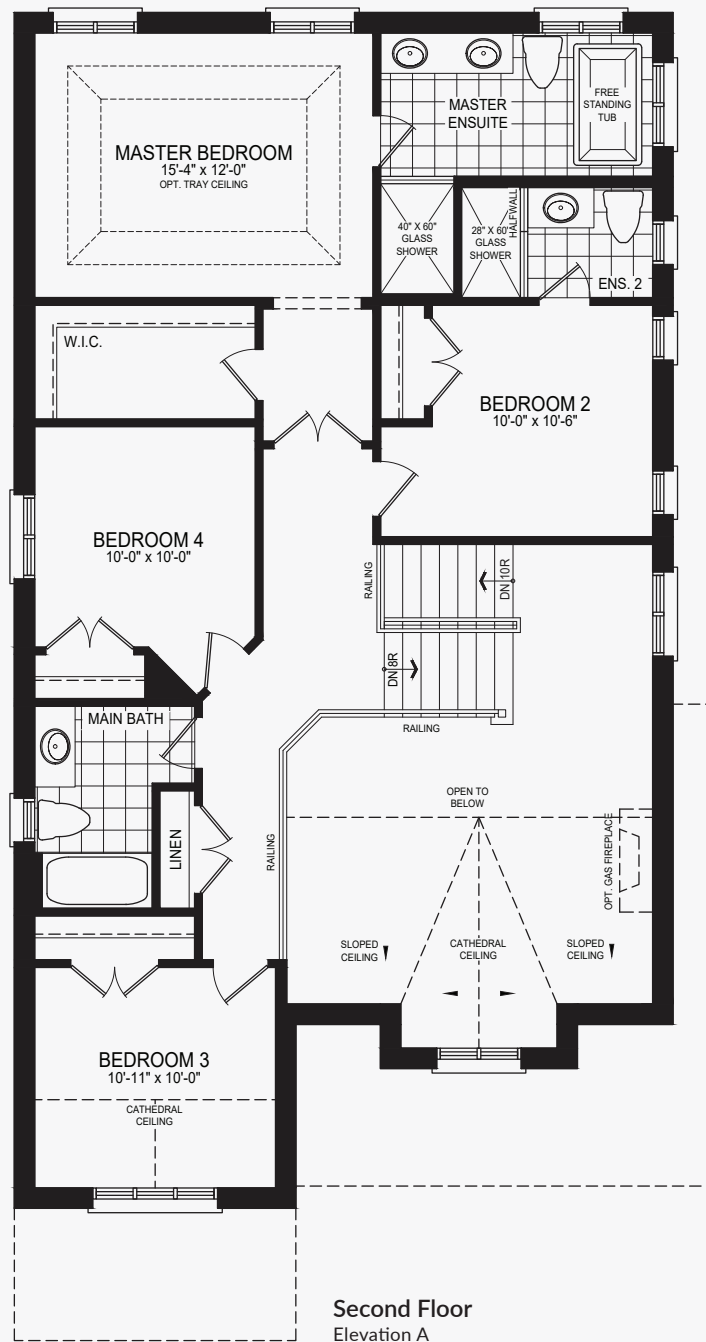 MASTER BEDROOM
15'-4" x 12'-0"
OPT. TRAY CEILING
MASTER
ENSUITE
FREE
STANDING
TUB
40" X 60"
GLASS
SHOWER
28" X 60"
GLASS
SHOWER
HALFWALL
ENS. 2
W.I.C.
BEDROOM 2
10'-0" x 10'-6"
BEDROOM 4
10'-0" x 10'-0"
RAILING
DN 10R
DN 8R
RAILING
MAIN BATH
LINEN
RAILING
OPEN TO
BELOW
OPT. GAS FIREPLACE
SLOPED
CEILING
CATHEDRAL
CEILING
SLOPED
CEILING
BEDROOM 3
10'-11" x 10'-0"
CATHEDRAL
CEILING
Second Floor
Elevation A